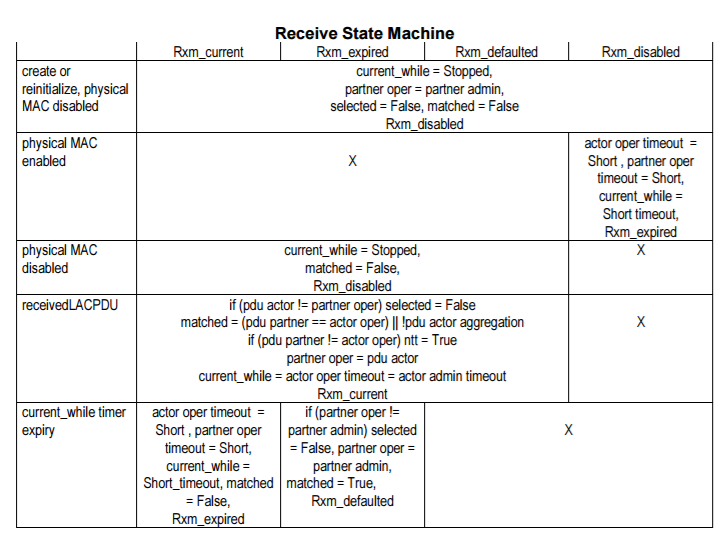 Receive State Machine
Rxm_current Rxm_expired Rxm_defaulted Rxm_disabled
create or
reinitialize, physical
MAC disabled
current_while = Stopped,
partner oper = partner admin,
selected = False, matched = False
Rxm_disabled
physical MAC
enabled
X
actor oper timeout =
Short , partner oper
timeout = Short,
current_while =
Short timeout,
Rxm_expired
physical MAC
disabled
current_while = Stopped,
matched = False,
Rxm_disabled
X
receivedLACPDU
if (pdu actor != partner oper) selected = False
matched = (pdu partner == actor oper) || !pdu actor aggregation
if (pdu partner != actor oper) ntt = True
partner oper = pdu actor
current_while = actor oper timeout = actor admin timeout
Rxm_current
X
current_while timer
expiry
actor oper timeout =
Short , partner oper
timeout = Short,
current_while =
Short_timeout, matched
= False,
Rxm_expired
if (partner oper !=
partner admin) selected
= False, partner oper =
partner admin,
matched = True,
Rxm_defaulted
X